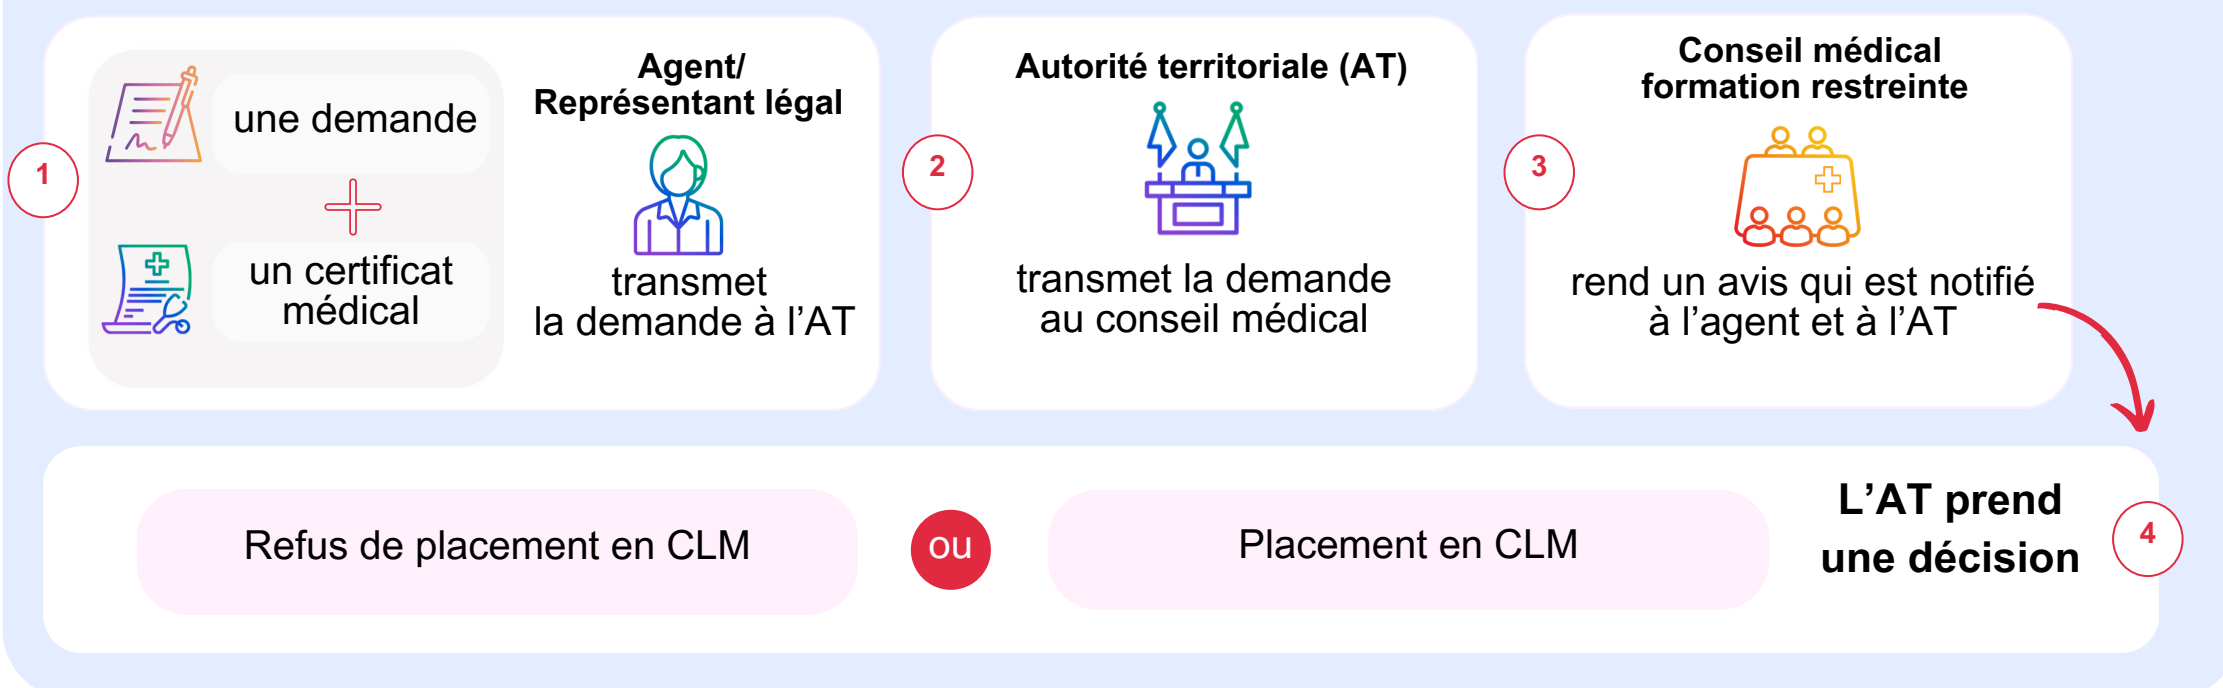 1
une demande
un certificat
médical
Agent/
Représentant légal
transmet
la demande à l’AT
2
Autorité territoriale (AT)
transmet la demande
au conseil médical
3
Conseil médical
formation restreinte
rend un avis qui est notifié
à l’agent et à l’AT
Refus de placement en CLM
ou
Placement en CLM
L’AT prend
une décision
4